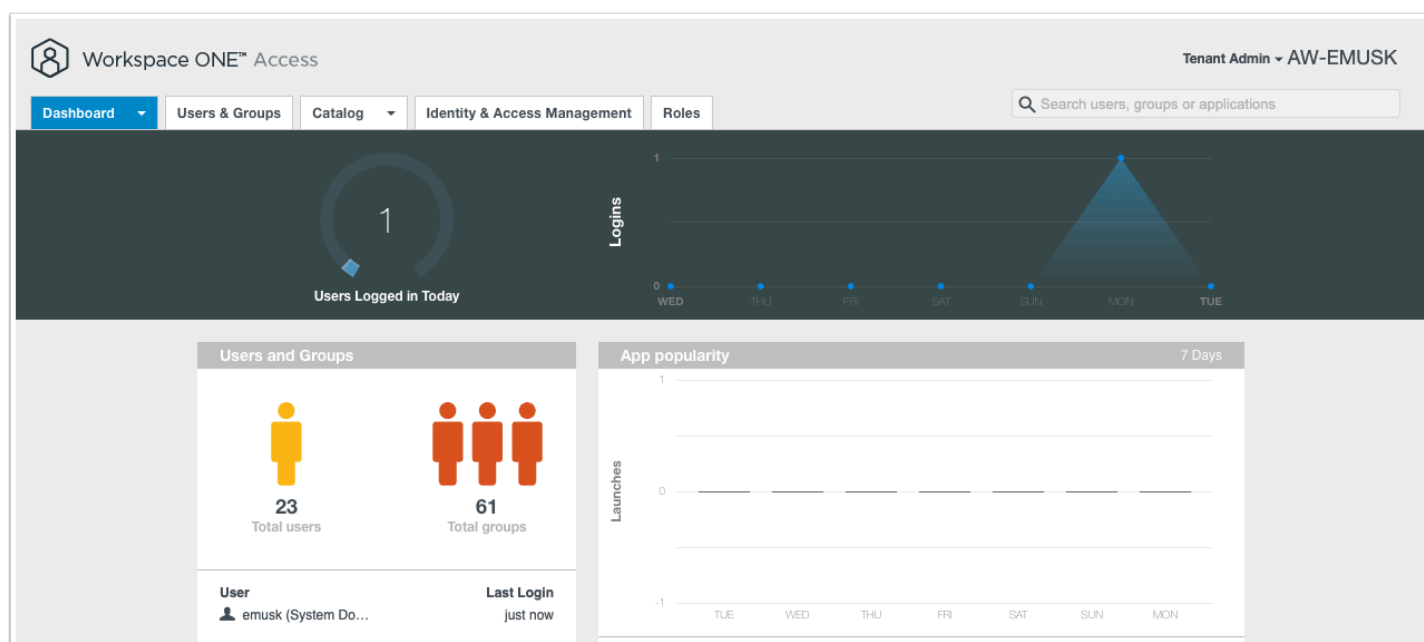 Workspace ONE™ Access
Tenant Admin AW-EMUSK
Dashboard Users & Groups Catalog Identity & Access Management Roles
Search users, groups or applications
1
Users Logged in Today
Logins
1
0
WED THU FRI SAT SUN MON TUE
Users and Groups
23
Total users
61
Total groups
User Last Login
emusk (System Do... just now
App popularity 7 Days
Launches
1
0
-1
TUE WED THU FRI SAT SUN MON